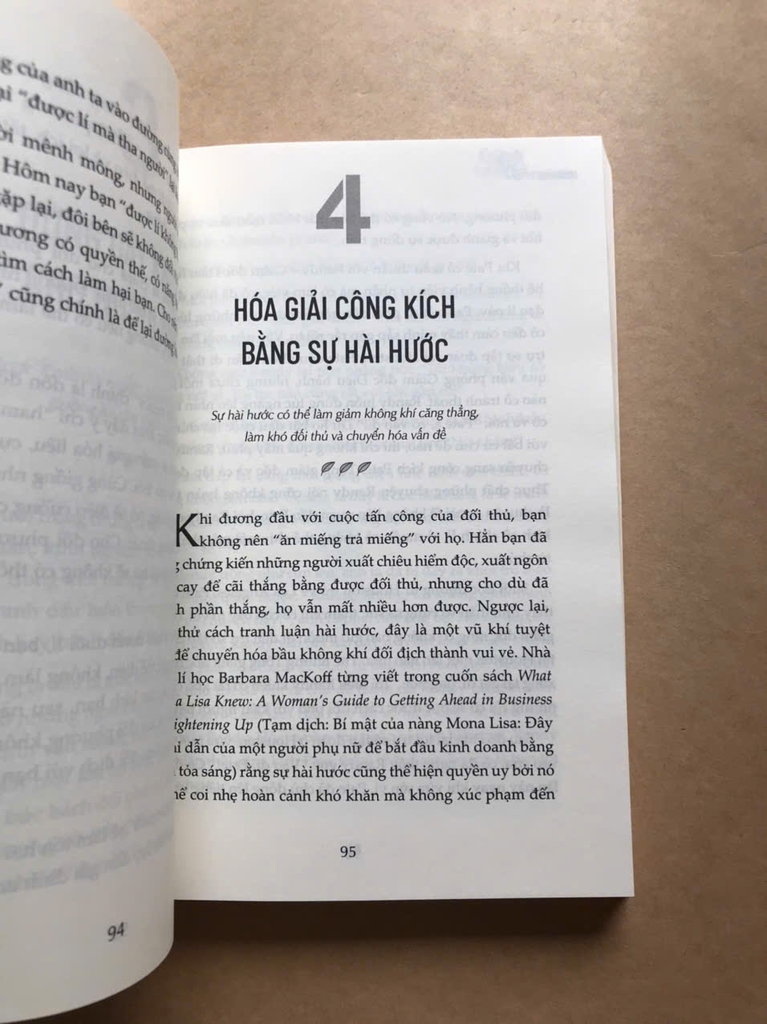 g của anh ta vào đường cùng
ại “được lí mà tha người”
ời mênh mông, nhưng
Hôm nay bạn “được lí không
gặp lại, đôi bên sẽ không
ương có quyền thế, có
tìm cách làm hại bạn. Cho
” cũng chính là để lại đường
94
4
HÓA GIẢI CÔNG KÍCH
BẰNG SỰ HÀI HƯỚC
Sự hài hước có thể làm giảm không khí căng thẳng,
làm khó đối thủ và chuyển hóa vấn đề
Khi đương đầu với cuộc tấn công của đối thủ, bạn
không nên “ăn miếng trả miếng” với họ. Hẳn bạn đã
g chứng kiến những người xuất chiêu hiểm độc, xuất ngôn
cay để cãi thắng bằng được đối thủ, nhưng cho dù đã
h phần thắng, họ vẫn mất nhiều hơn được. Ngược lại,
thử cách tranh luận hài hước, đây là một vũ khí tuyệt
để chuyển hóa bầu không khí đối địch thành vui vẻ. Nhà
lí học Barbara MacKoff từng viết trong cuốn sách What
a Lisa Knew: A Woman’s Guide to Getting Ahead in Business
ightening Up (Tạm dịch: Bí mật của nàng Mona Lisa: Đây
ỉ dẫn của một người phụ nữ để bắt đầu kinh doanh bằng
tỏa sáng) rằng sự hài hước cũng thể hiện quyền uy bởi nó
hể coi nhẹ hoàn cảnh khó khăn mà không xúc phạm đến
95